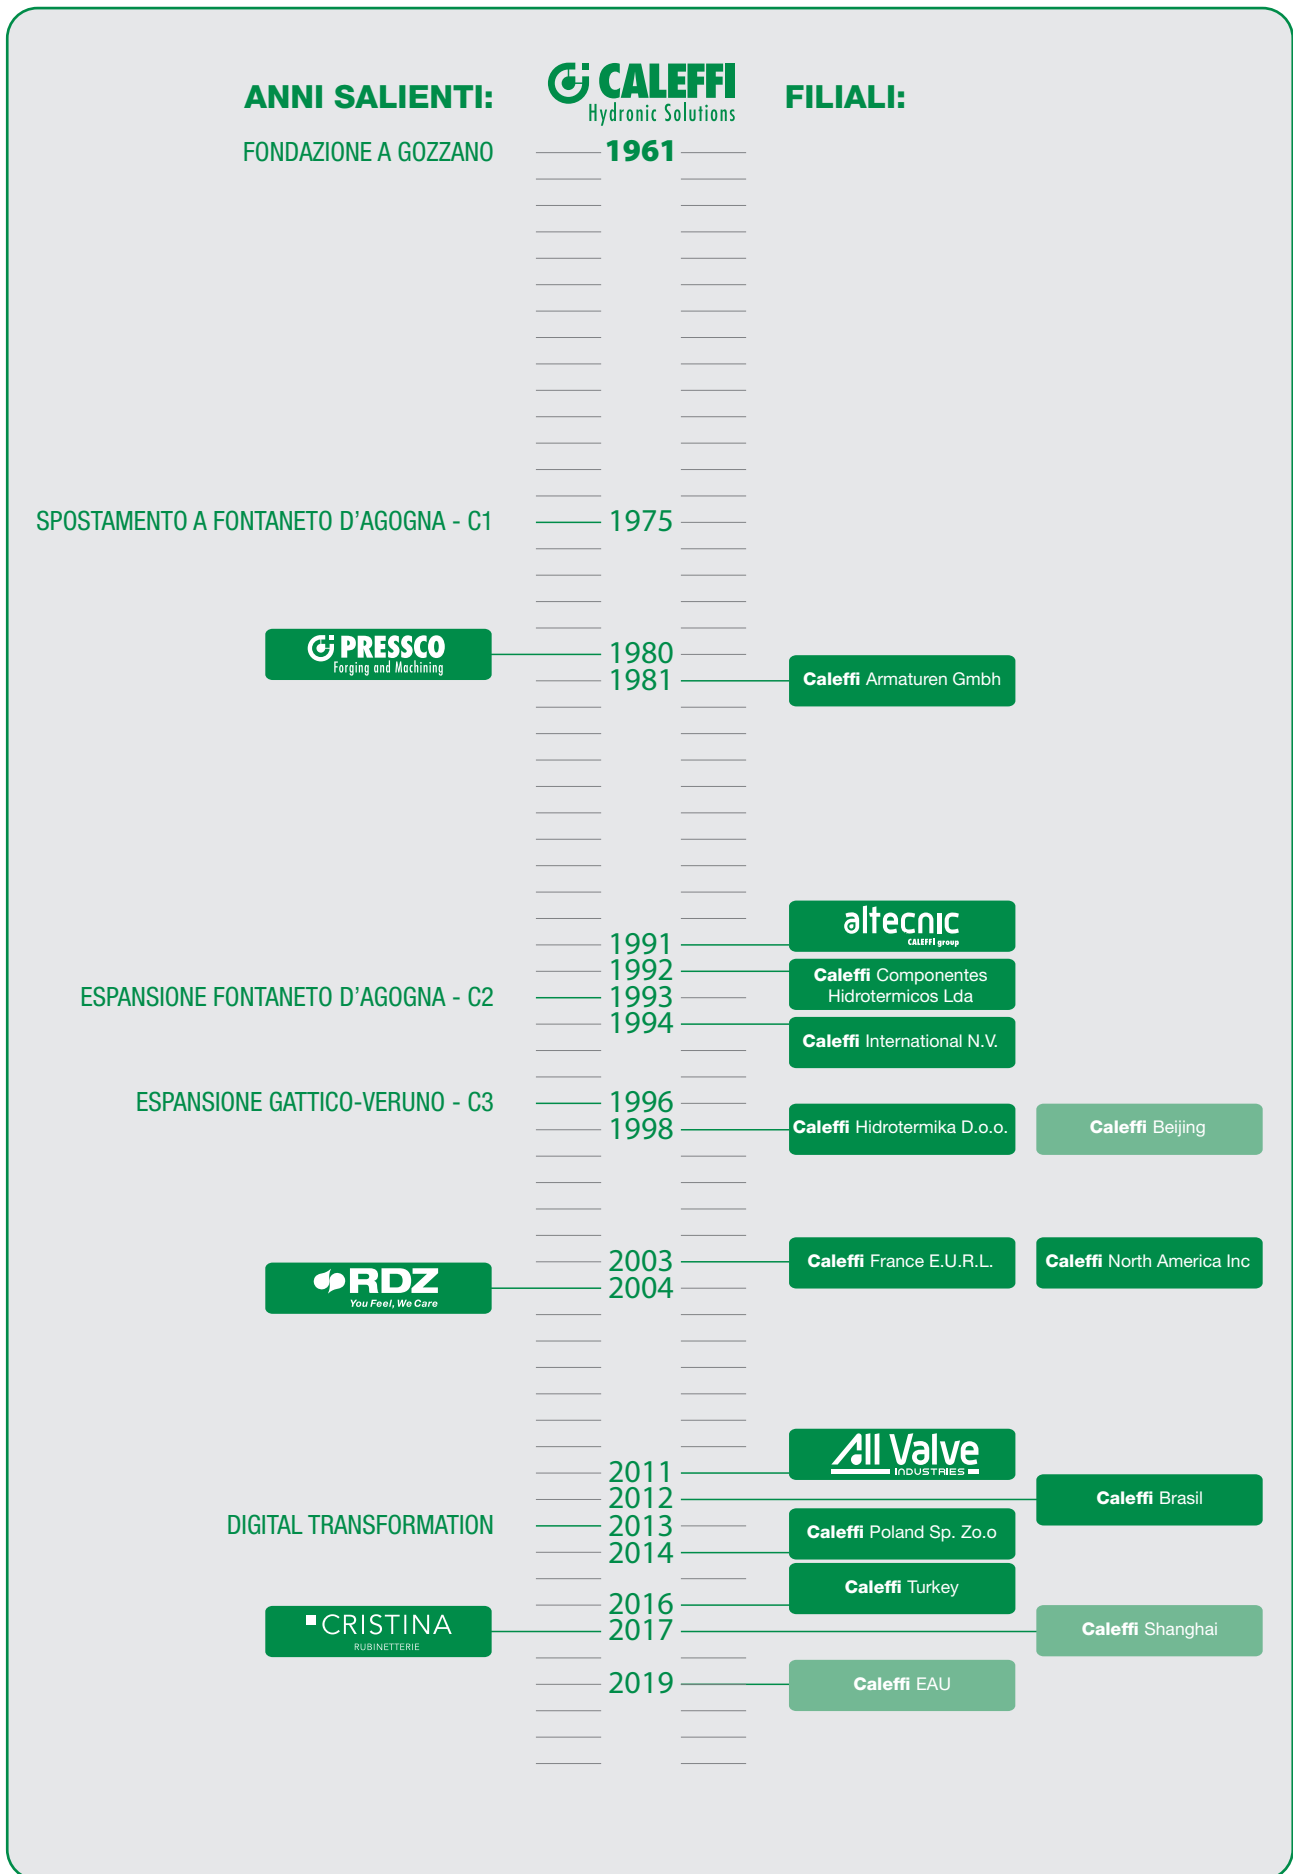 CALEFFI
Hydronic Solutions
ANNI SALIENTI:
FILIALI:
FONDAZIONE A GOZZANO
1961
SPOSTAMENTO A FONTANETO D'AGOGNA - C1
1975
PRESSCO
Forging and Machining
1980
1981
Caleffi Armaturen Gmbh
altecnic
CALEFFI group
1991
1992
Caleffi Componentes
Hidrotermicos Lda
ESPANSIONE FONTANETO D'AGOGNA - C2
1993
1994
Caleffi International N.V.
ESPANSIONE GATTICO-VERUNO - C3
1996
1998
Caleffi Hidrotermika D.o.o.
Caleffi Beijing
2003
Caleffi France E.U.R.L.
Caleffi North America Inc
RDZ
You Feel, We Care
2004
All Valve
INDUSTRIES
2011
2012
Caleffi Brasil
DIGITAL TRANSFORMATION
2013
Caleffi Poland Sp. Zo.o
2014
Caleffi Turkey
2016
CRISTINA
RUBINETTERIE
2017
Caleffi Shanghai
2019
Caleffi EAU